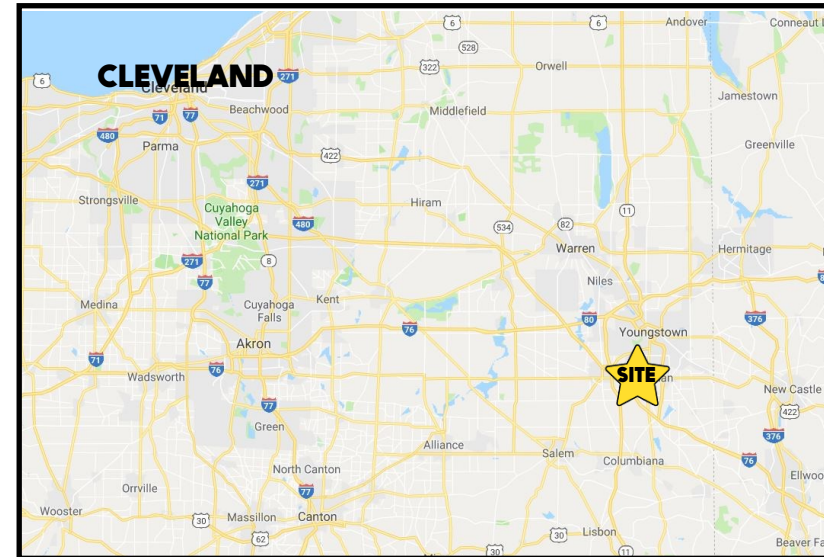 6
6
Andover
Conneaut L
528
322
Orwell
CLEVELAND
Cleveland
271
6
Jamestown
Beachwood
Middlefield
71
77
480
Parma
422
Greenville
271
Strongsville
Hiram
Cuyahoga
Valley
National Park
11
480
534
82
Warren
Hermitage
271
8
77
Niles
Medina
Cuyahoga
Falls
Kent
80
376
76
Youngstown
Akron
71
76
SITE
an
Wadsworth
New Castle
77
422
Green
376
Alliance
Salem
Columbiana
76
North Canton
Ellwoo
Orrville
77
Wooster
30
Massillon
Canton
62
30
Lisbon
30
11
Beaver Fa